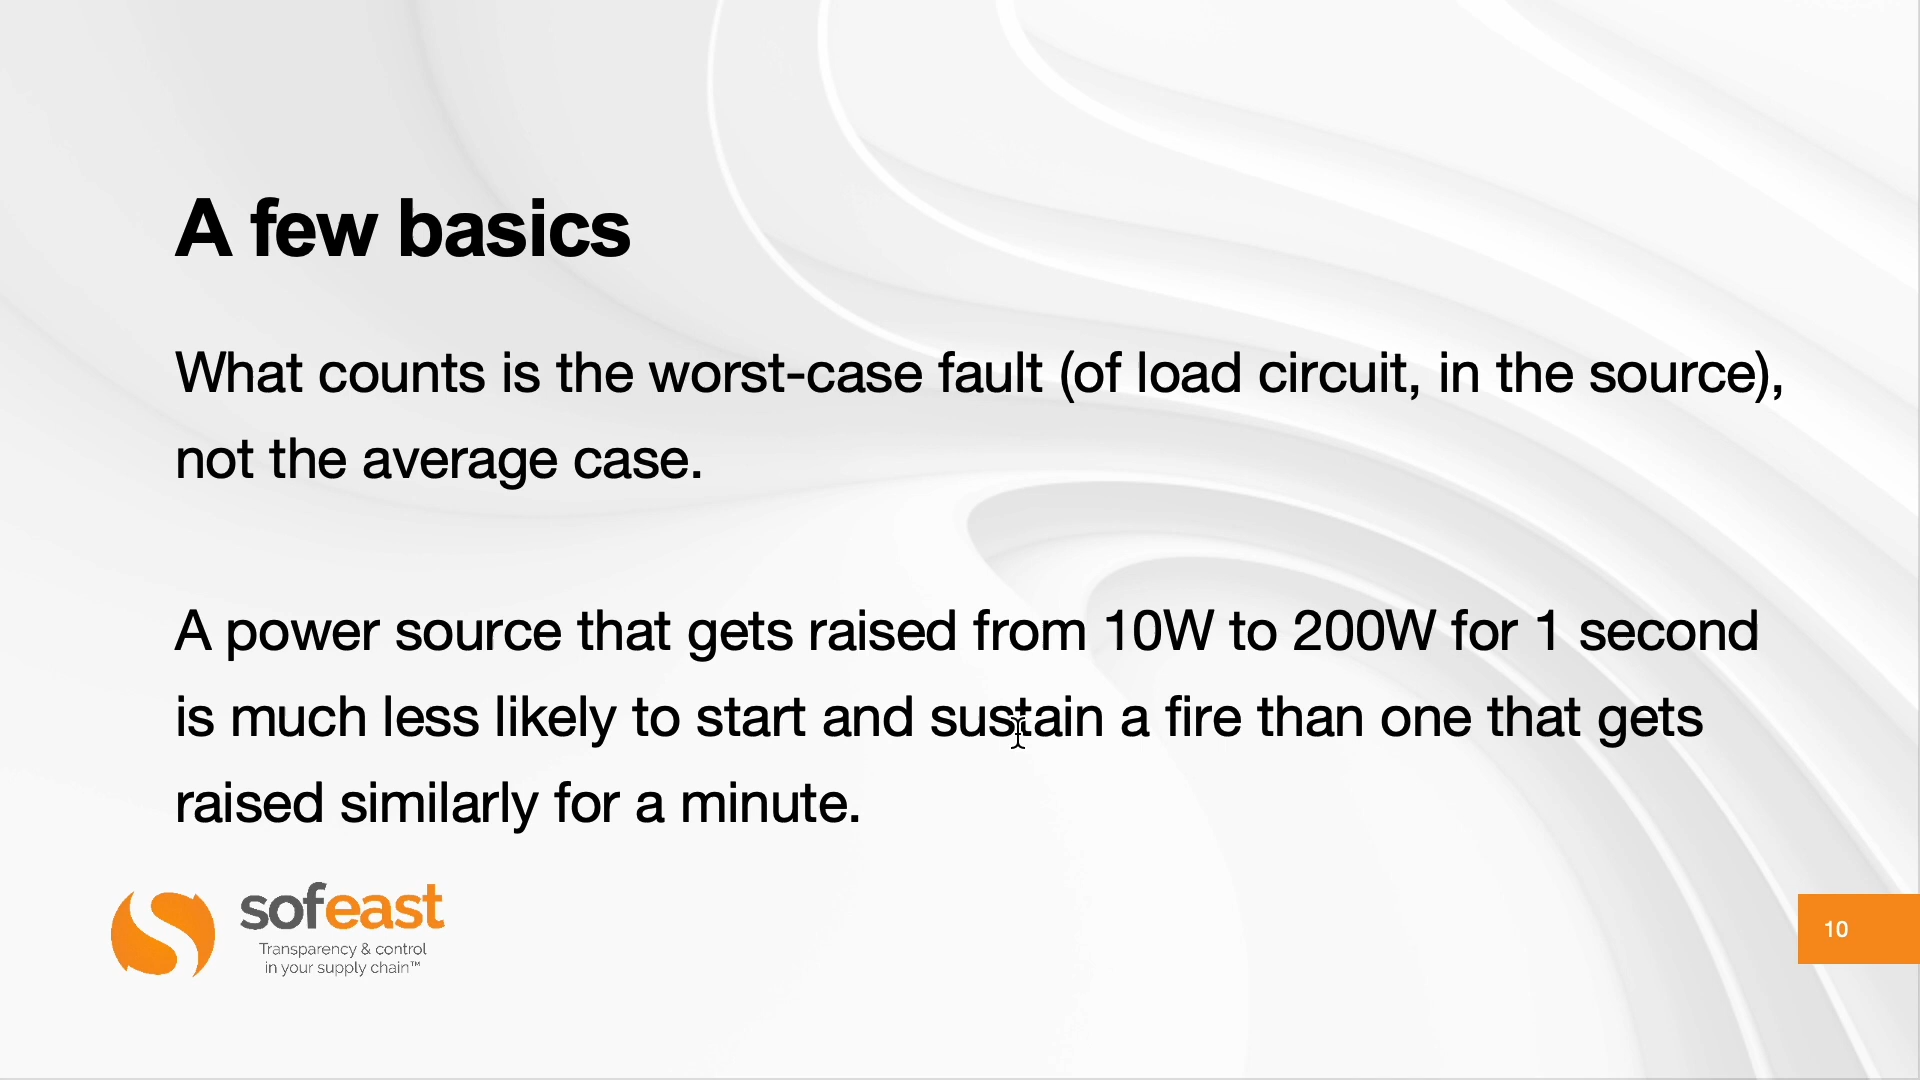 A few basics
What counts is the worst-case fault (of load circuit, in the source),
not the average case.
A power source that gets raised from 10W to 200W for 1 second
is much less likely to start and sustain a fire than one that gets
raised similarly for a minute.
sofeast
Transparency & control
in your supply chain™
10